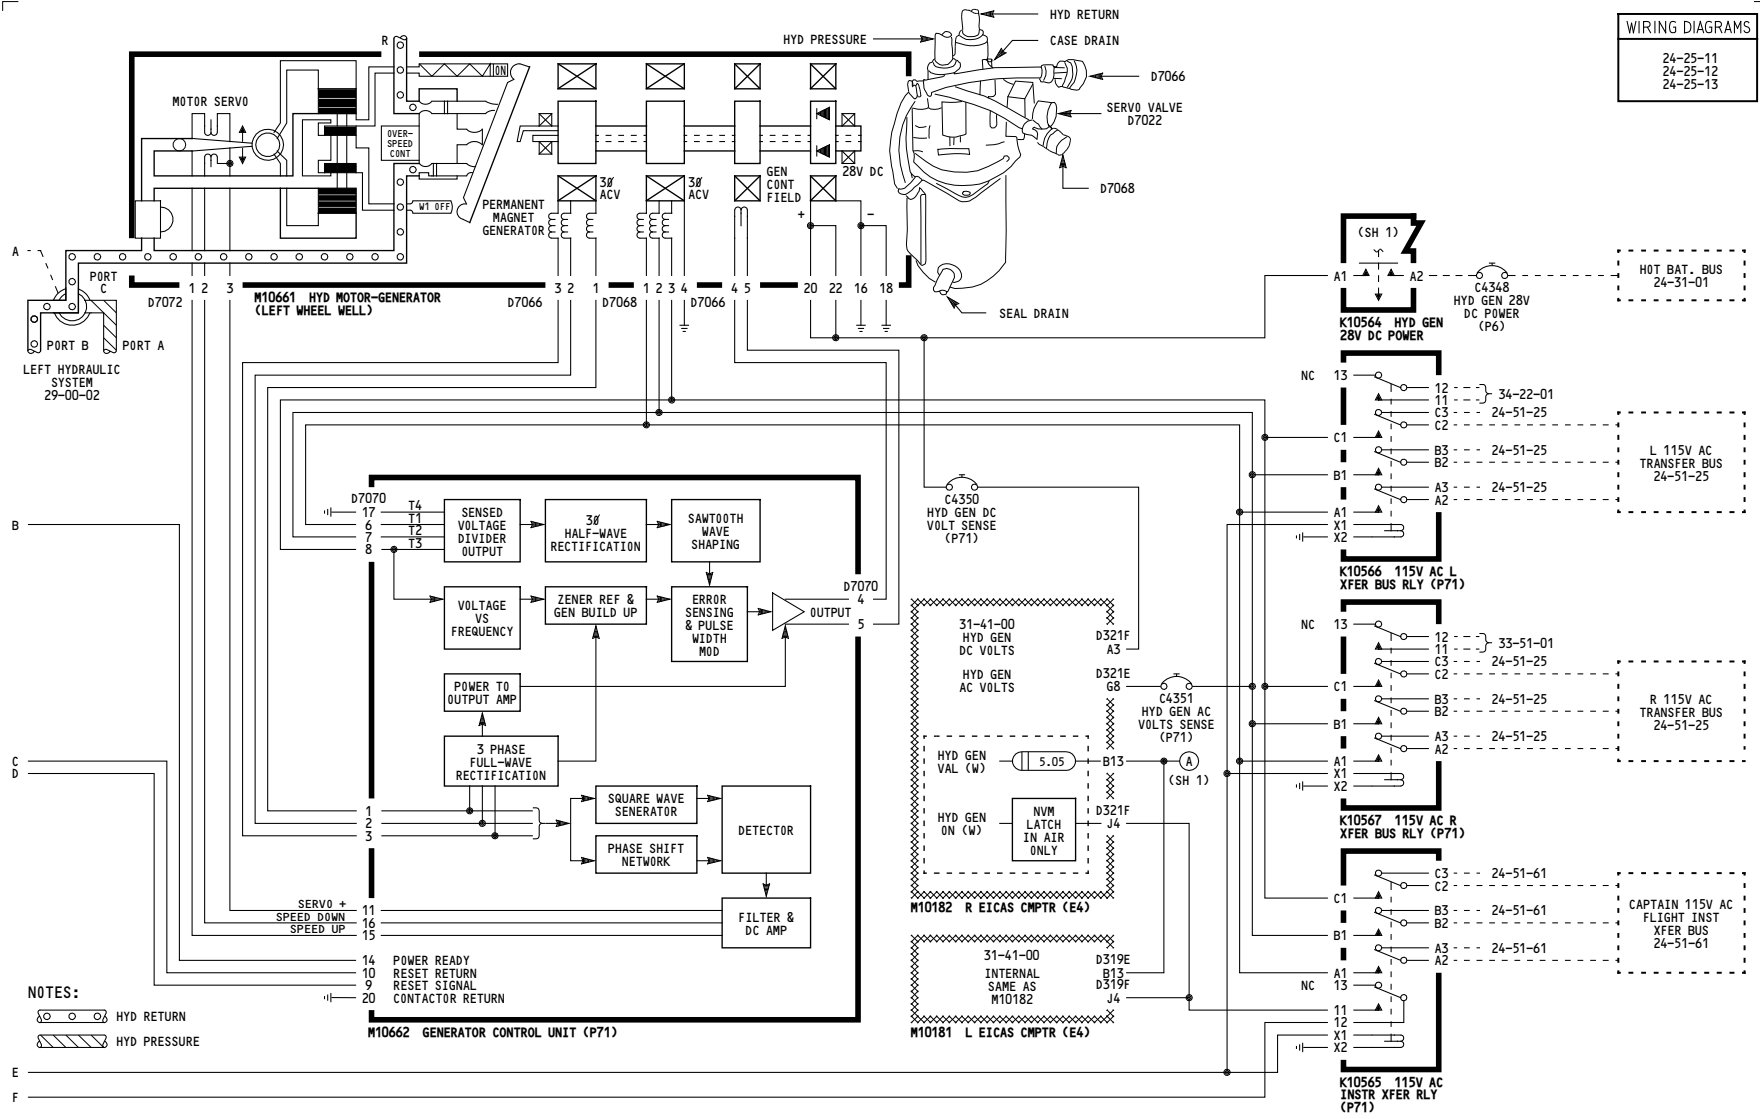 HYD RETURN
HYD PRESSURE
CASE DRAIN
D7066
SERVO VALVE
D7022
D7068
SEAL DRAIN
WIRING DIAGRAMS
24-25-11
24-25-12
24-25-13
R
ON
MOTOR SERVO
OVER-
SPEED
CONT
W1 OFF
PERMANENT
MAGNET
GENERATOR
3Ø
ACV
3Ø
ACV
GEN
CONT
FIELD
28V DC
+
-
A
PORT
C
PORT B
PORT A
LEFT HYDRAULIC
SYSTEM
29-00-02
1 2 3
D7072
M10661 HYD MOTOR-GENERATOR
(LEFT WHEEL WELL)
D7066
3 2 1
D7068
1 2 3 4
D7066
4 5
20 22 16 18
(SH 1)
A1
A2
C4348
HYD GEN 28V
DC POWER
(P6)
HOT BAT. BUS
24-31-01
K10564 HYD GEN
28V DC POWER
NC 13
12
11
34-22-01
C3 24-51-25
C2
C1
B3 24-51-25
B2
B1
A3 24-51-25
A2
A1
X1
X2
L 115V AC
TRANSFER BUS
24-51-25
K10566 115V AC L
XFER BUS RLY (P71)
NC 13
12
11
33-51-01
C3 24-51-25
C2
C1
B3 24-51-25
B2
B1
A3 24-51-25
A2
A1
X1
X2
R 115V AC
TRANSFER BUS
24-51-25
K10567 115V AC R
XFER BUS RLY (P71)
C3 24-51-61
C2
C1
B3 24-51-61
B2
B1
A3 24-51-61
A2
A1
NC 13
11
12
X1
X2
CAPTAIN 115V AC
FLIGHT INST
XFER BUS
24-51-61
K10565 115V AC
INSTR XFER RLY
(P71)
C4350
HYD GEN DC
VOLT SENSE
(P71)
D7070
17 T4
6 T1
7 T2
8 T3
SENSED
VOLTAGE
DIVIDER
OUTPUT
3Ø
HALF-WAVE
RECTIFICATION
SAWTOOTH
WAVE
SHAPING
VOLTAGE
VS
FREQUENCY
ZENER REF &
GEN BUILD UP
ERROR
SENSING
& PULSE
WIDTH
MOD
OUTPUT
D7070
4
5
POWER TO
OUTPUT AMP
3 PHASE
FULL-WAVE
RECTIFICATION
1
2
3
SQUARE WAVE
GENERATOR
PHASE SHIFT
NETWORK
DETECTOR
FILTER &
DC AMP
SERVO + 11
SPEED DOWN 16
SPEED UP 15
14 POWER READY
10 RESET RETURN
9 RESET SIGNAL
20 CONTACTOR RETURN
M10662 GENERATOR CONTROL UNIT (P71)
31-41-00
HYD GEN
DC VOLTS
D321F
A3
HYD GEN
AC VOLTS
D321E
G8
C4351
HYD GEN AC
VOLTS SENSE
(P71)
HYD GEN
VAL (W)
5.05
B13
A
(SH 1)
HYD GEN
ON (W)
NVM
LATCH
IN AIR
ONLY
D321F
J4
M10182 R EICAS CMPTR (E4)
31-41-00
INTERNAL
SAME AS
M10182
D319E
B13
D319F
J4
M10181 L EICAS CMPTR (E4)
B
C
D
E
F
NOTES:
HYD RETURN
HYD PRESSURE